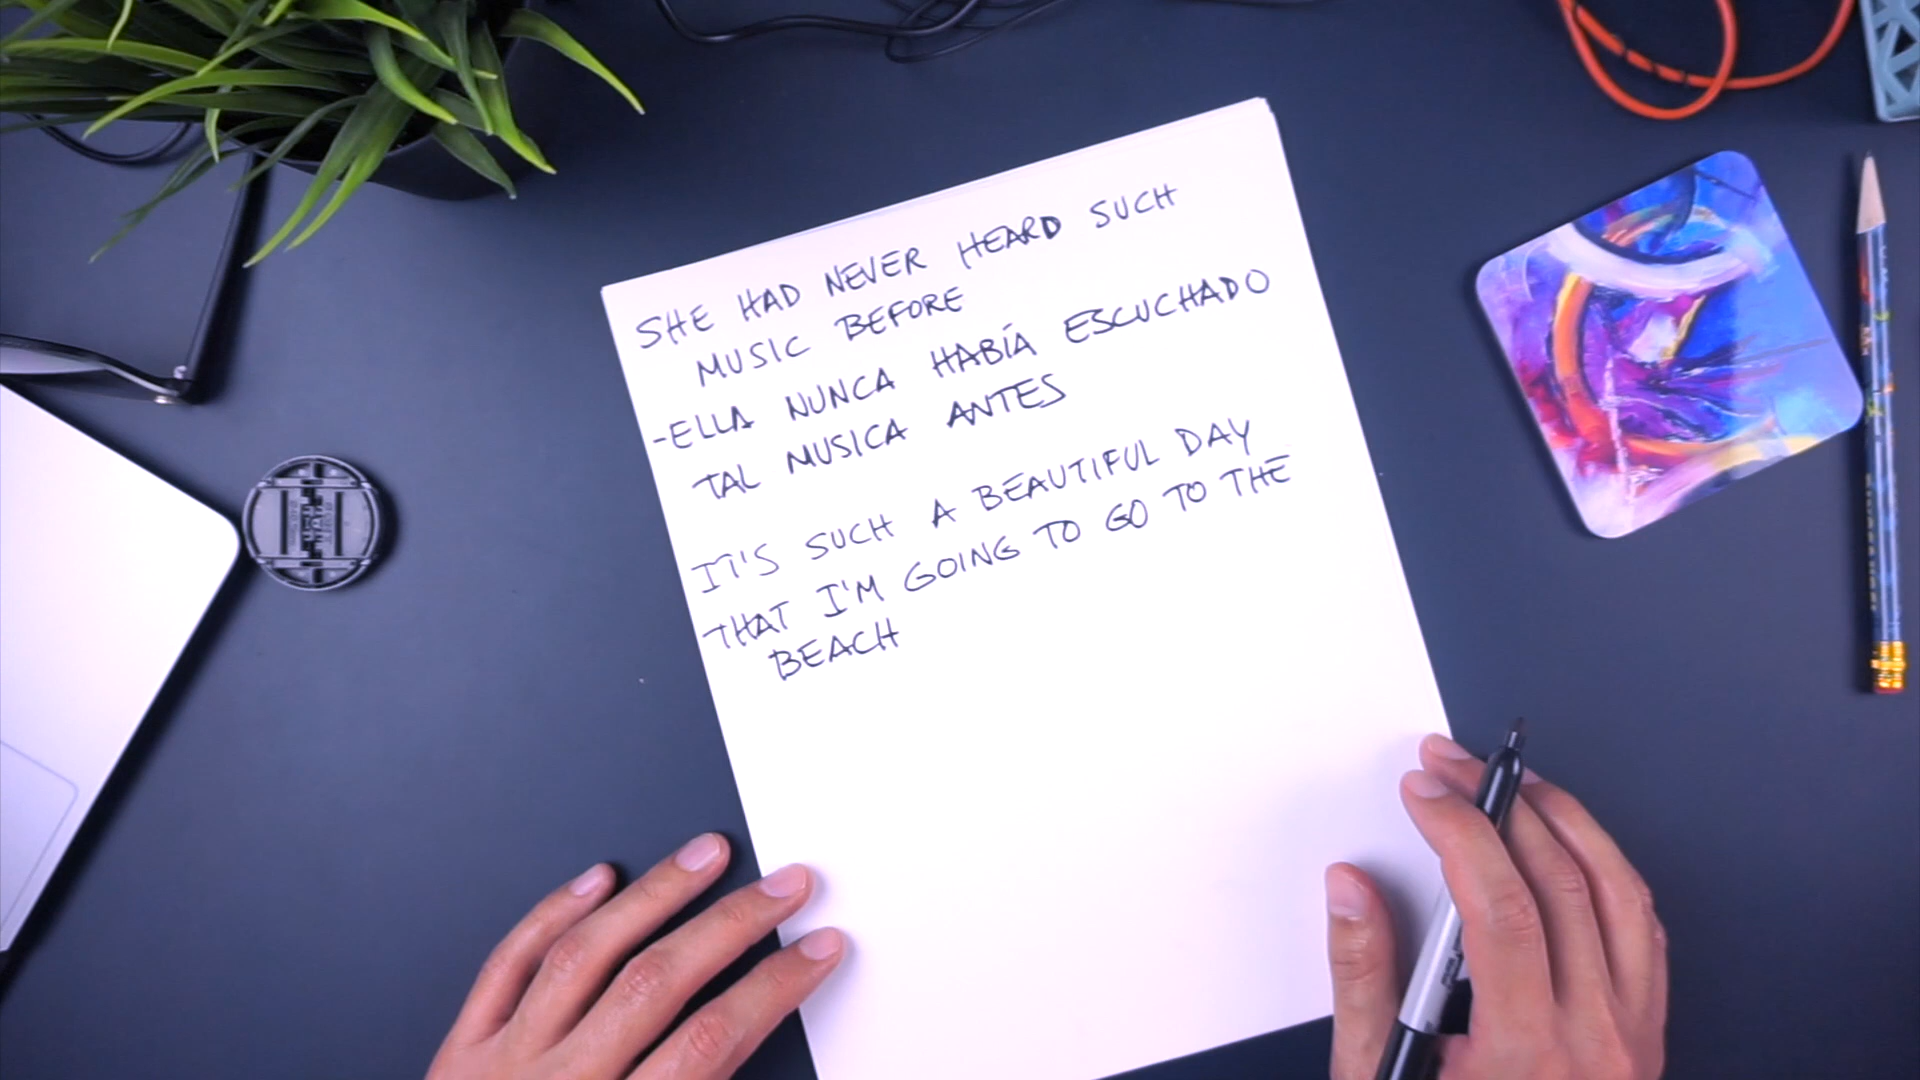 SHE HAD NEVER HEARD SUCH
MUSIC BEFORE
-ELLA NUNCA HABÍA ESCUCHADO
TAL MUSICA ANTES
IT'S SUCH A BEAUTIFUL DAY
THAT I'M GOING TO GO TO THE
BEACH